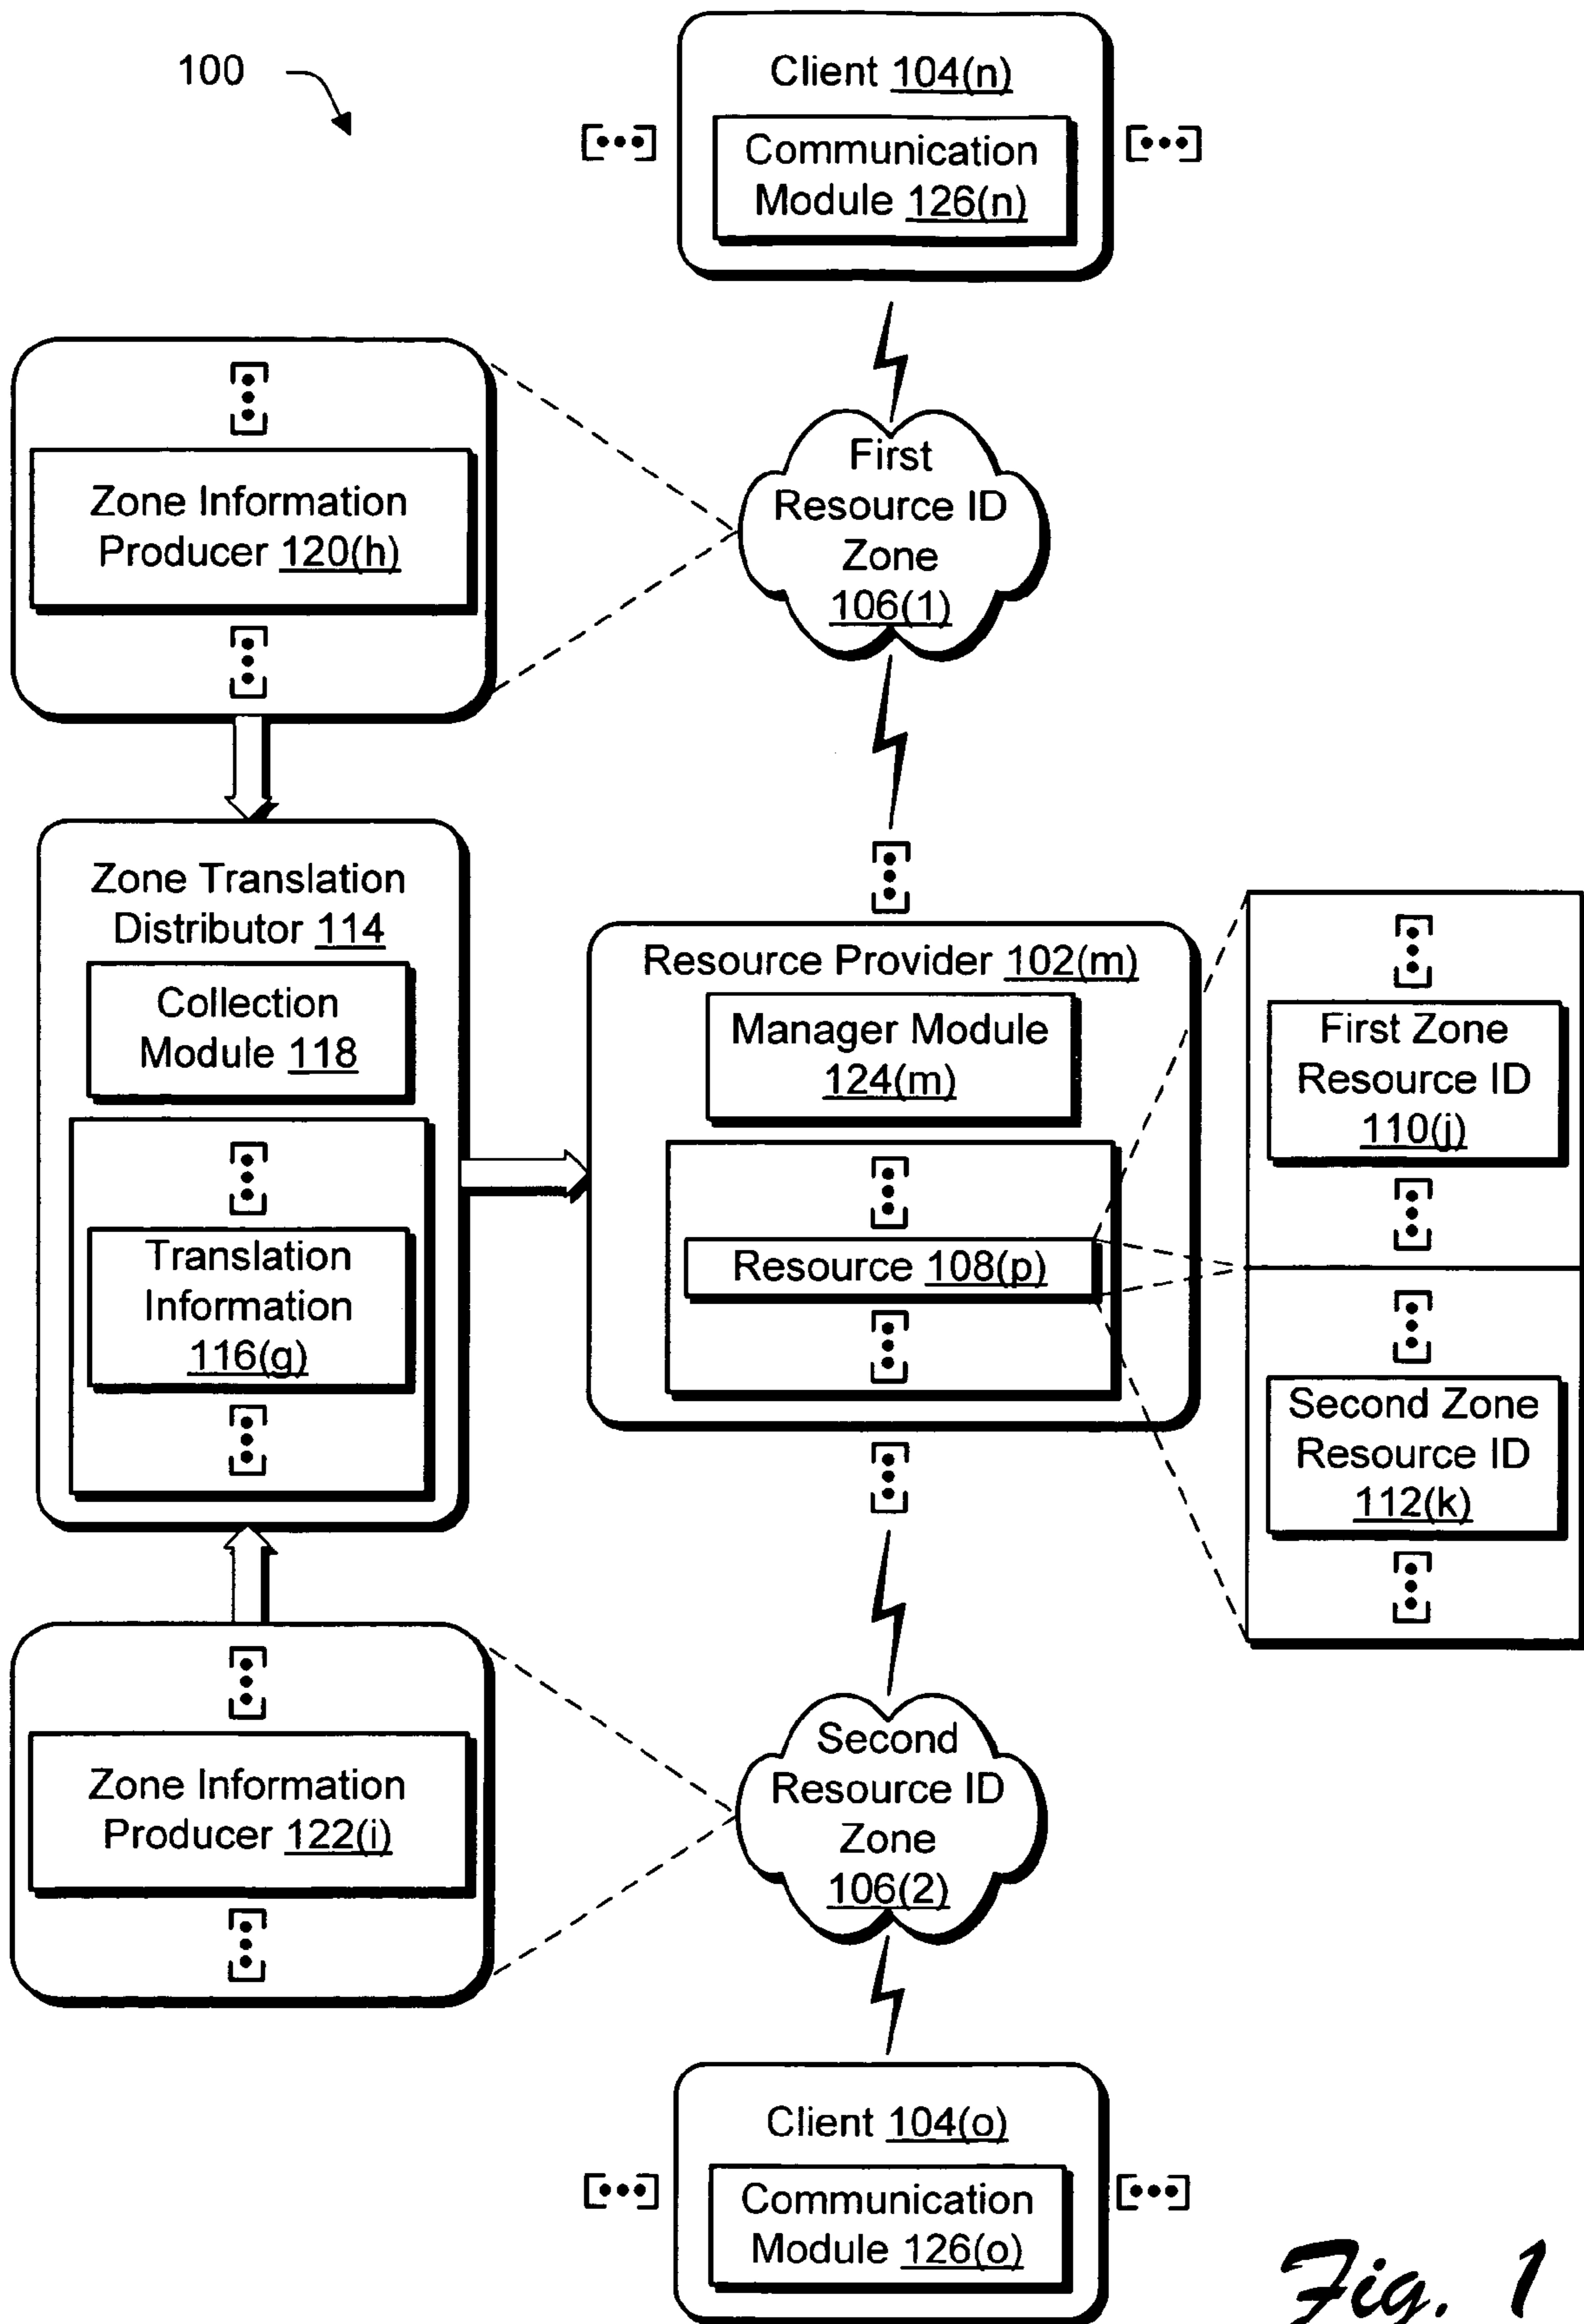 100
Client 104(n)
Communication
Module 126(n)
[•••]
[•••]
First
Resource ID
Zone
106(1)
[•••]
Zone Information
Producer 120(h)
[•••]
Zone Translation
Distributor 114
Collection
Module 118
[•••]
Translation
Information
116(g)
[•••]
[•••]
Resource Provider 102(m)
Manager Module
124(m)
[•••]
Resource 108(p)
[•••]
[•••]
[•••]
First Zone
Resource ID
110(j)
[•••]
[•••]
Second Zone
Resource ID
112(k)
[•••]
[•••]
Zone Information
Producer 122(i)
[•••]
Second
Resource ID
Zone
106(2)
Client 104(o)
Communication
Module 126(o)
[•••]
[•••]
Fig. 1